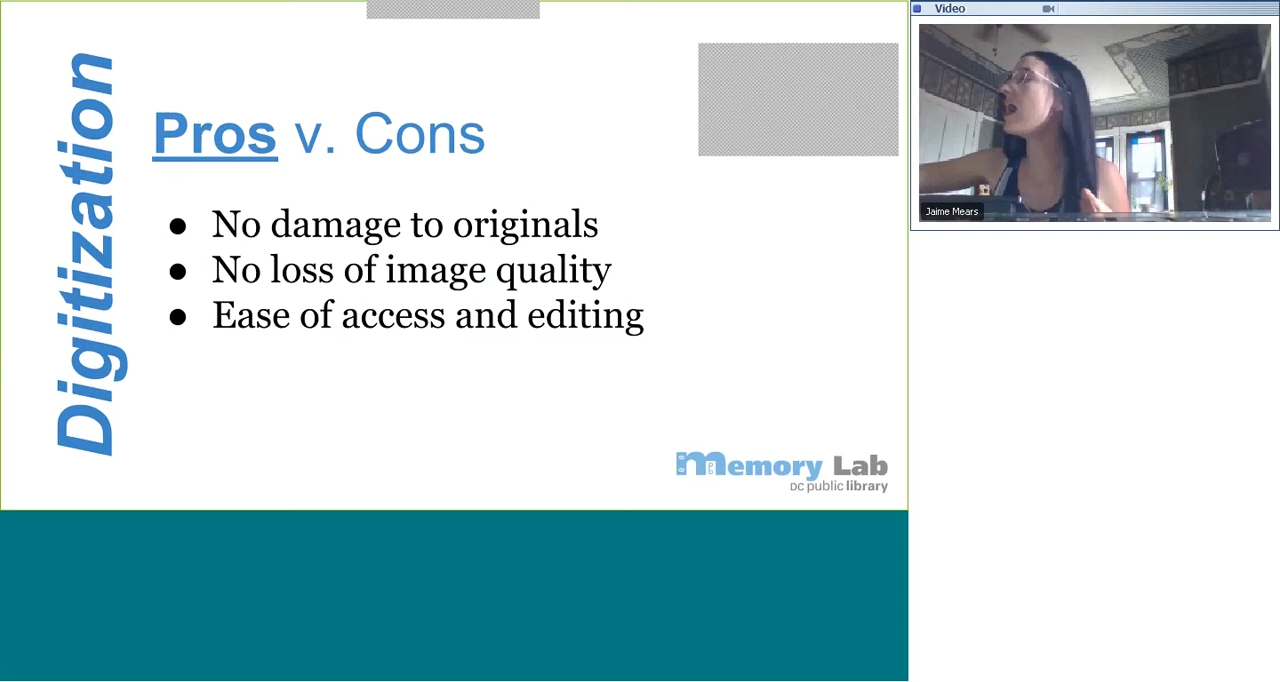 Digitization
Pros v. Cons
● No damage to originals
● No loss of image quality
● Ease of access and editing
memory Lab
DC public library
Video
Jaime Mears